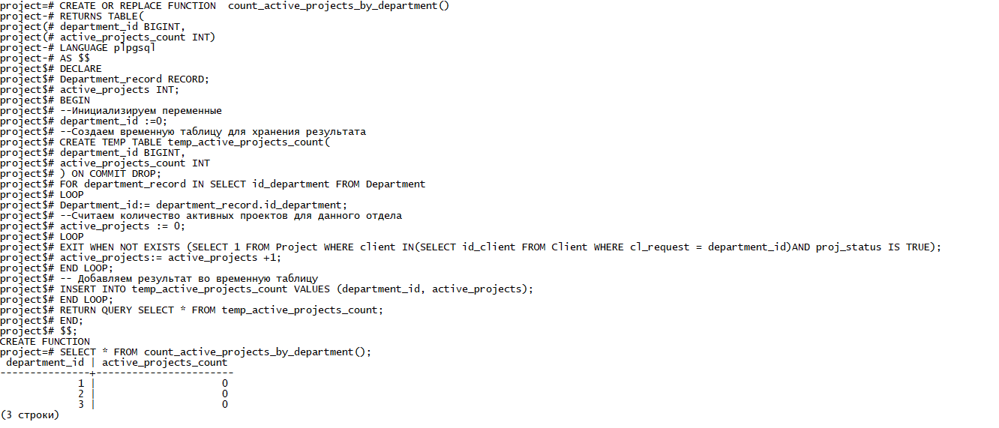 project=# CREATE OR REPLACE FUNCTION  count_active_projects_by_department()
project-# RETURNS TABLE(
project(# department_id BIGINT,
project(# active_projects_count INT)
project-# LANGUAGE plpgsql
project-# AS $$
project$# DECLARE
project$# Department_record RECORD;
project$# active_projects INT;
project$# BEGIN
project$# --Инициализируем переменные
project$# department_id :=0;
project$# --Создаем временную таблицу для хранения результата
project$# CREATE TEMP TABLE temp_active_projects_count(
project$# department_id BIGINT,
project$# active_projects_count INT
project$# ) ON COMMIT DROP;
project$# FOR department_record IN SELECT id_department FROM Department
project$# LOOP
project$# Department_id:= department_record.id_department;
project$# --Считаем количество активных проектов для данного отдела
project$# active_projects := 0;
project$# LOOP
project$# EXIT WHEN NOT EXISTS (SELECT 1 FROM Project WHERE client IN(SELECT id_client FROM Client WHERE cl_request = department_id)AND proj_status IS TRUE);
project$# active_projects:= active_projects +1;
project$# END LOOP;
project$# -- Добавляем результат во временную таблицу
project$# INSERT INTO temp_active_projects_count VALUES (department_id, active_projects);
project$# END LOOP;
project$# RETURN QUERY SELECT * FROM temp_active_projects_count;
project$# END;
project$# $$;
CREATE FUNCTION
project=# SELECT * FROM count_active_projects_by_department();
 department_id | active_projects_count
---------------+-----------------------
             1 |                     0
             2 |                     0
             3 |                     0
(3 строки)